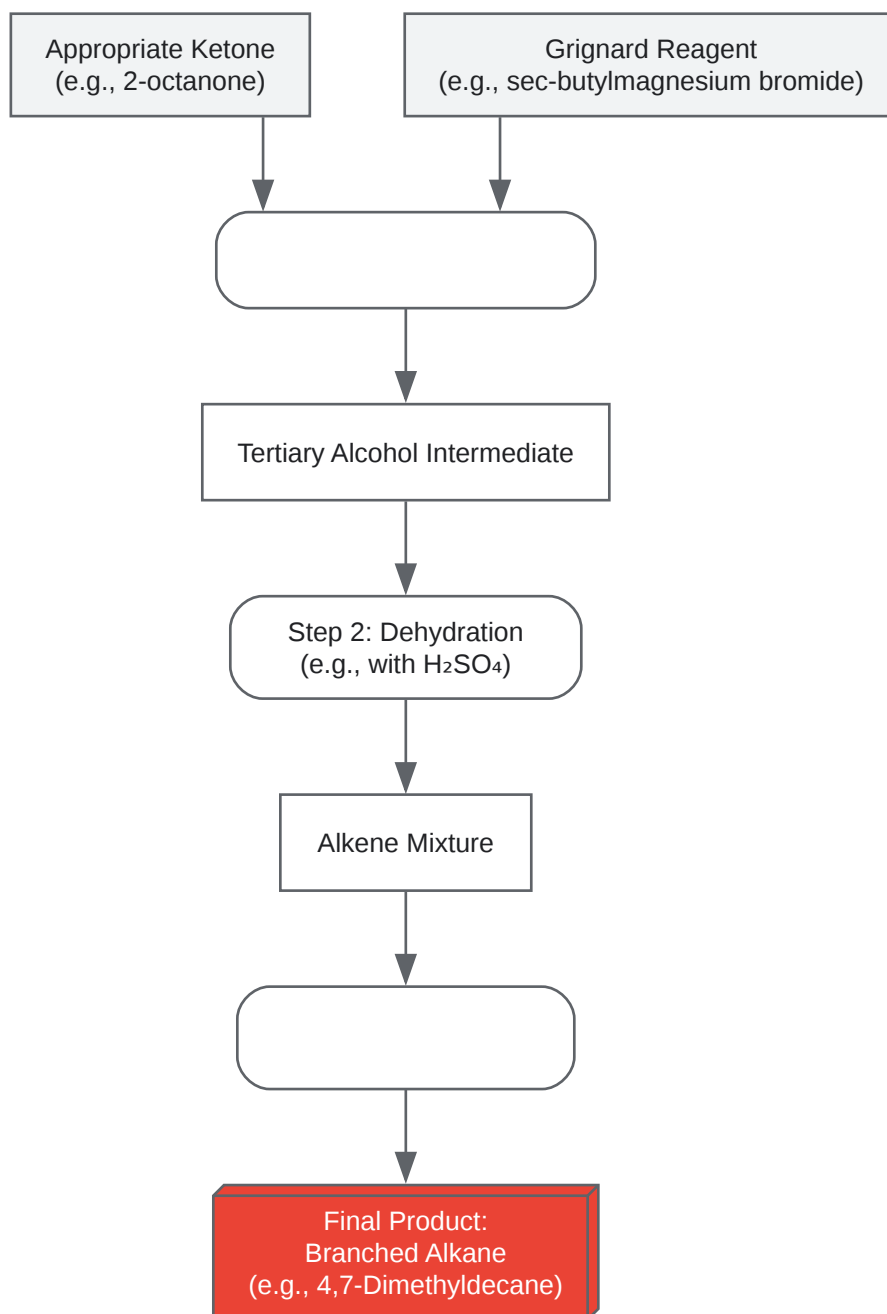 Appropriate Ketone
(e.g., 2-octanone)
Grignard Reagent
(e.g., sec-butylmagnesium bromide)
Tertiary Alcohol Intermediate
Step 2: Dehydration
(e.g., with H₂SO₄)
Alkene Mixture
Final Product:
Branched Alkane
(e.g., 4,7-Dimethyldecane)